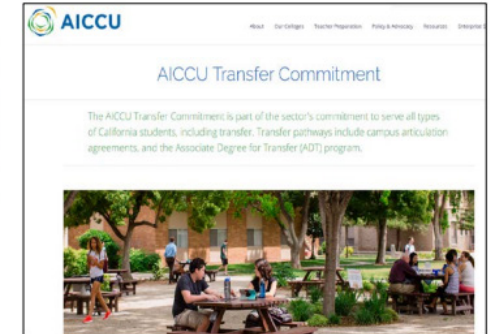 AICCU
About Our Colleges Teacher Preparation Policy & Advocacy Resources Enterprise S
AICCU Transfer Commitment
The AICCU Transfer Commitment is part of the sector's commitment to serve all types
of California students, including transfer. Transfer pathways include campus articulation
agreements, and the Associate Degree for Transfer (ADT) program.